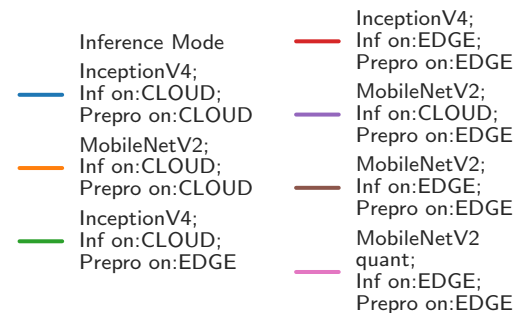 Inference Mode
InceptionV4;
Inf on:CLOUD;
Prepro on:CLOUD
MobileNetV2;
Inf on:CLOUD;
Prepro on:CLOUD
InceptionV4;
Inf on:CLOUD;
Prepro on:EDGE
InceptionV4;
Inf on:EDGE;
Prepro on:EDGE
MobileNetV2;
Inf on:CLOUD;
Prepro on:EDGE
MobileNetV2;
Inf on:EDGE;
Prepro on:EDGE
MobileNetV2
quant;
Inf on:EDGE;
Prepro on:EDGE